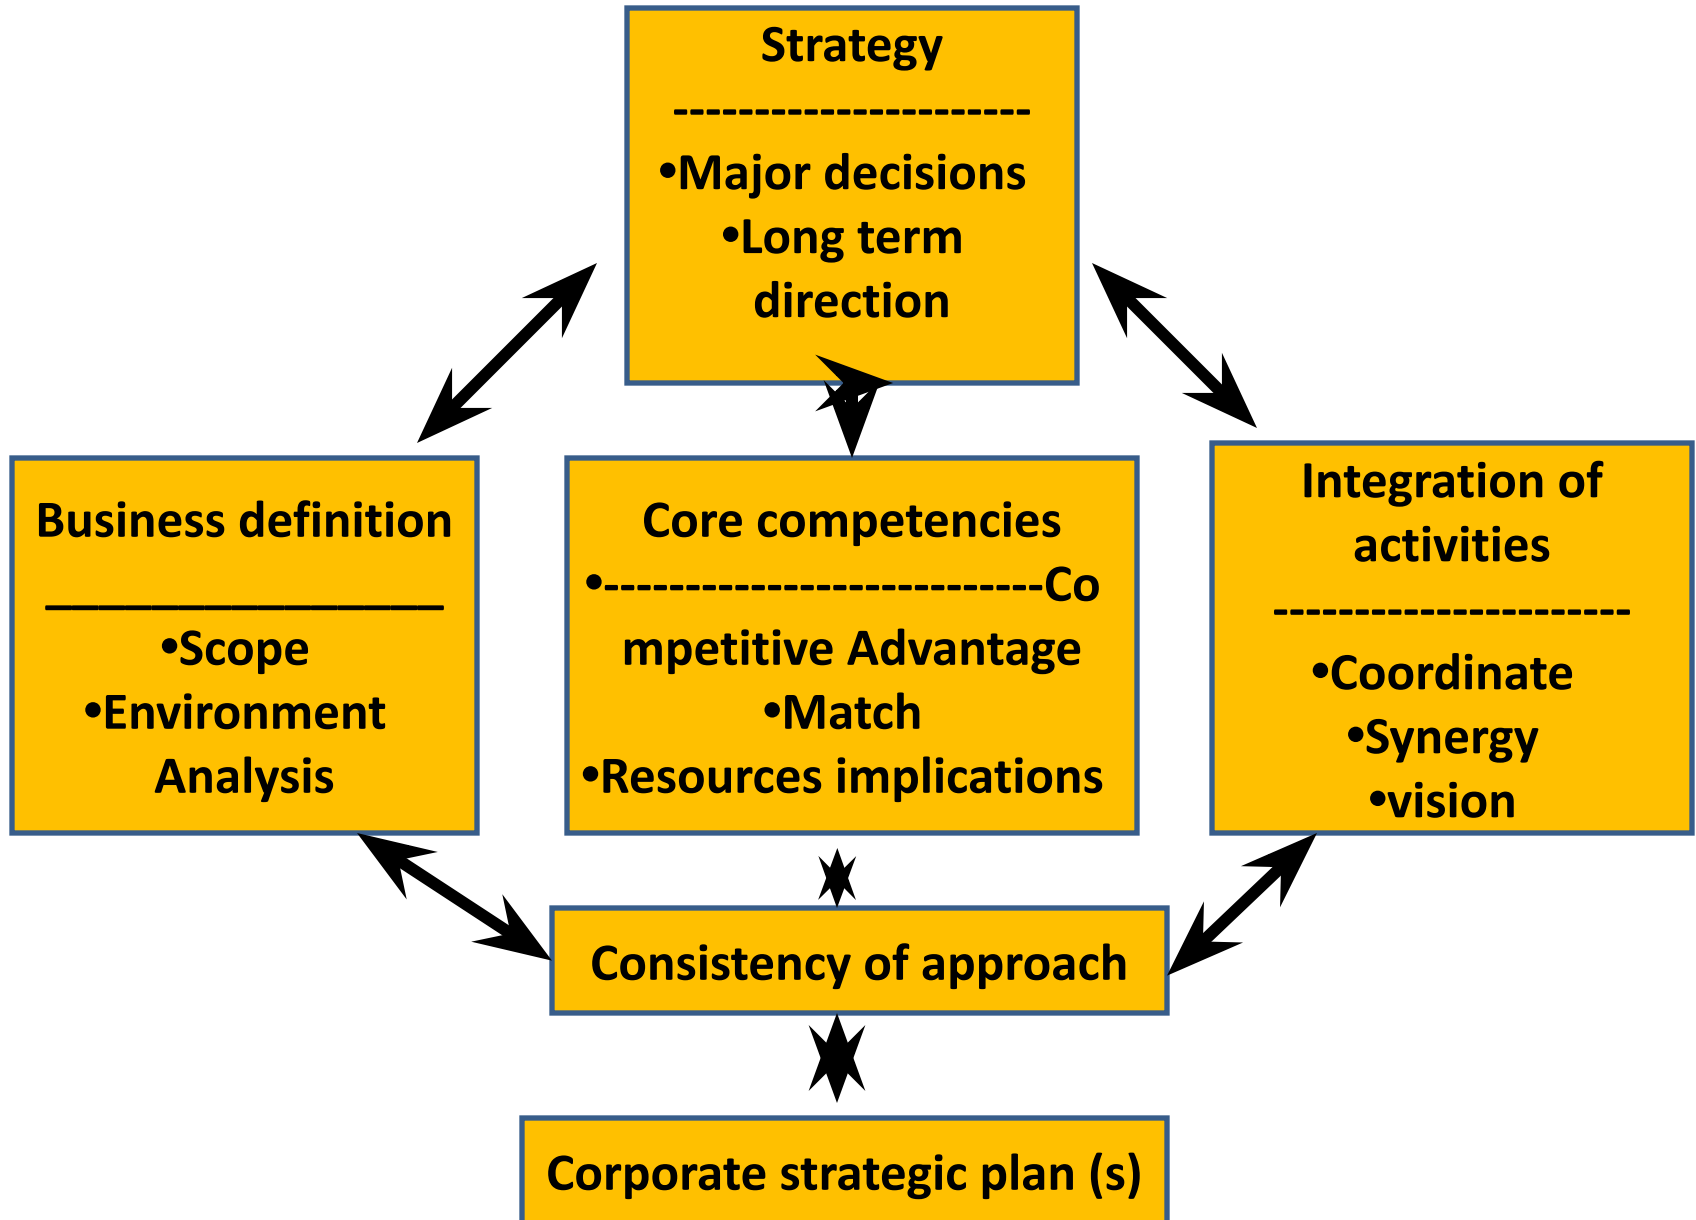 Strategy
----------------------
•Major decisions
•Long term
direction
Business definition
_______________
•Scope
•Environment
Analysis
Core competencies
•---------------------------Co
mpetitive Advantage
•Match
•Resources implications
Integration of
activities
----------------------
•Coordinate
•Synergy
•vision
Consistency of approach
Corporate strategic plan (s)